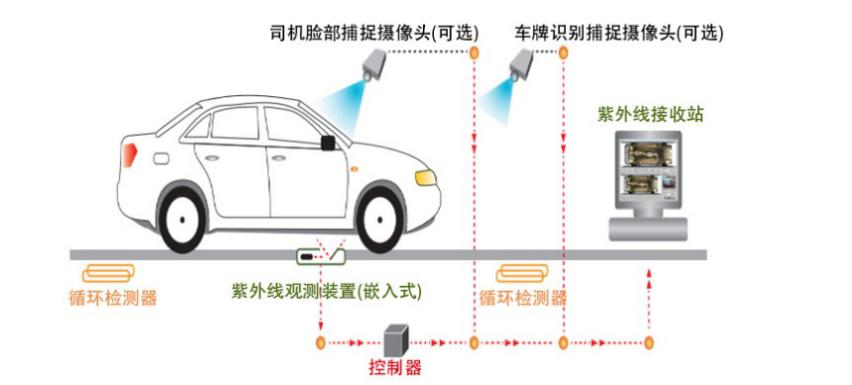 司机脸部捕捉摄像头(可选)
车牌识别捕捉摄像头(可选)
紫外线接收站
循环检测器
紫外线观测装置(嵌入式)
循环检测器
控制器